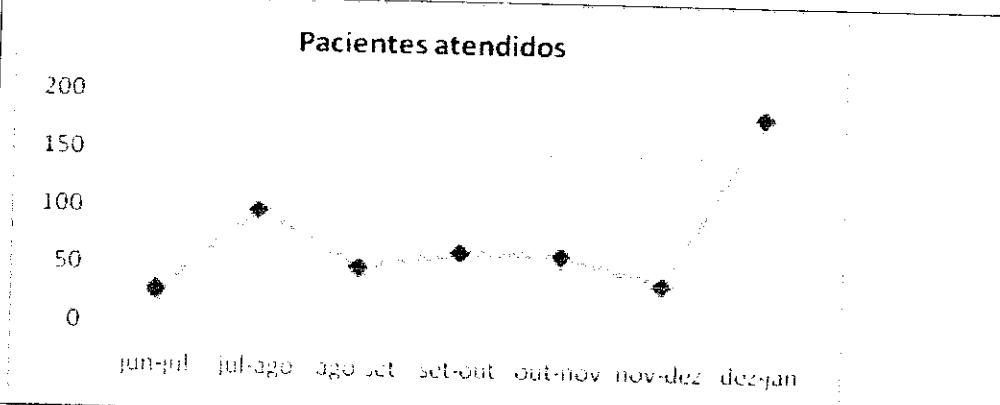 Pacientes atendidos
200
150
100
50
0
jun-jul jul-ago ago-set set-out out-nov nov-dez dez-jan